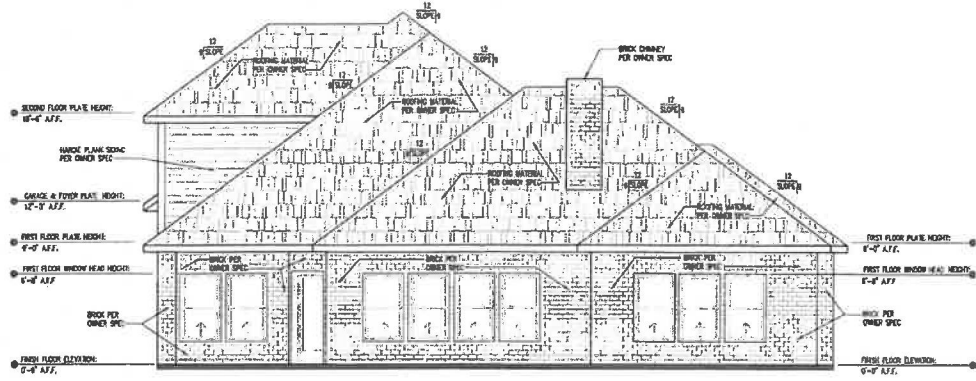 12
SLOPE
12
SLOPE
12
SLOPE
ROOFING MATERIAL
PER OWNER SPEC
12
SLOPE
BRICK CHIMNEY
PER OWNER SPEC
SECOND FLOOR PLATE HEIGHT:
A.F.F.
ROOFING MATERIAL
PER OWNER SPEC
12
SLOPE
HARDIE PLANK SIDING
PER OWNER SPEC
12
SLOPE
ROOFING MATERIAL
PER OWNER SPEC
12
SLOPE
12
SLOPE
GARAGE & FOYER PLATE HEIGHT:
A.F.F.
ROOFING MATERIAL
PER OWNER SPEC
FIRST FLOOR PLATE HEIGHT:
A.F.F.
FIRST FLOOR PLATE HEIGHT:
A.F.F.
BRICK PER
OWNER SPEC
BRICK PER
OWNER SPEC
BRICK PER
OWNER SPEC
FIRST FLOOR WINDOW HEAD HEIGHT:
A.F.F.
FIRST FLOOR WINDOW HEAD HEIGHT:
A.F.F.
BRICK PER
OWNER SPEC
BRICK PER
OWNER SPEC
FINISH FLOOR ELEVATION:
A.F.F.
FINISH FLOOR ELEVATION:
A.F.F.